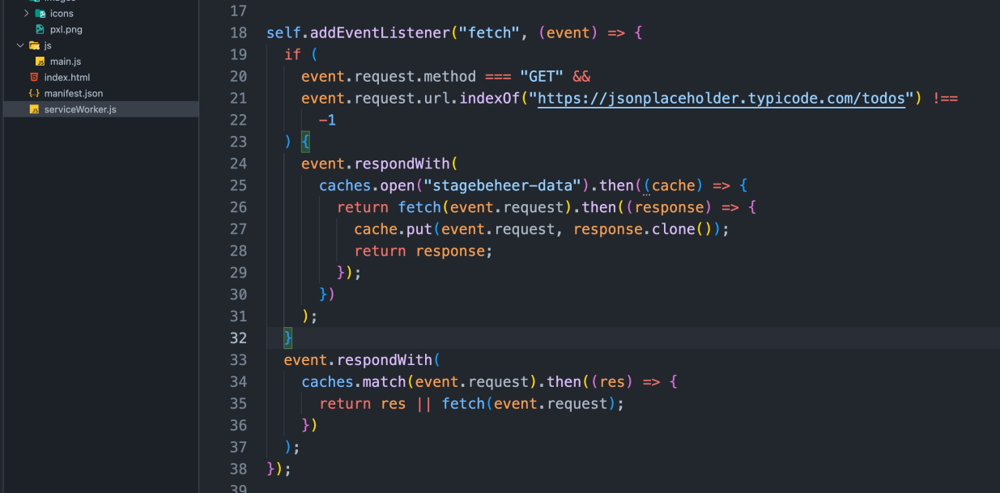 images
icons
pxl.png
js
main.js
index.html
manifest.json
serviceWorker.js
17
18 self.addEventListener("fetch", (event) => {
19 if (
20 event.request.method === "GET" &&
21 event.request.url.indexOf("https://jsonplaceholder.typicode.com/todos") !==
22 -1
23 ) {
24 event.respondWith(
25 caches.open("stagebeheer-data").then((cache) => {
26 return fetch(event.request).then((response) => {
27 cache.put(event.request, response.clone());
28 return response;
29 });
30 })
31 );
32 }
33 event.respondWith(
34 caches.match(event.request).then((res) => {
35 return res || fetch(event.request);
36 })
37 );
38 });
39